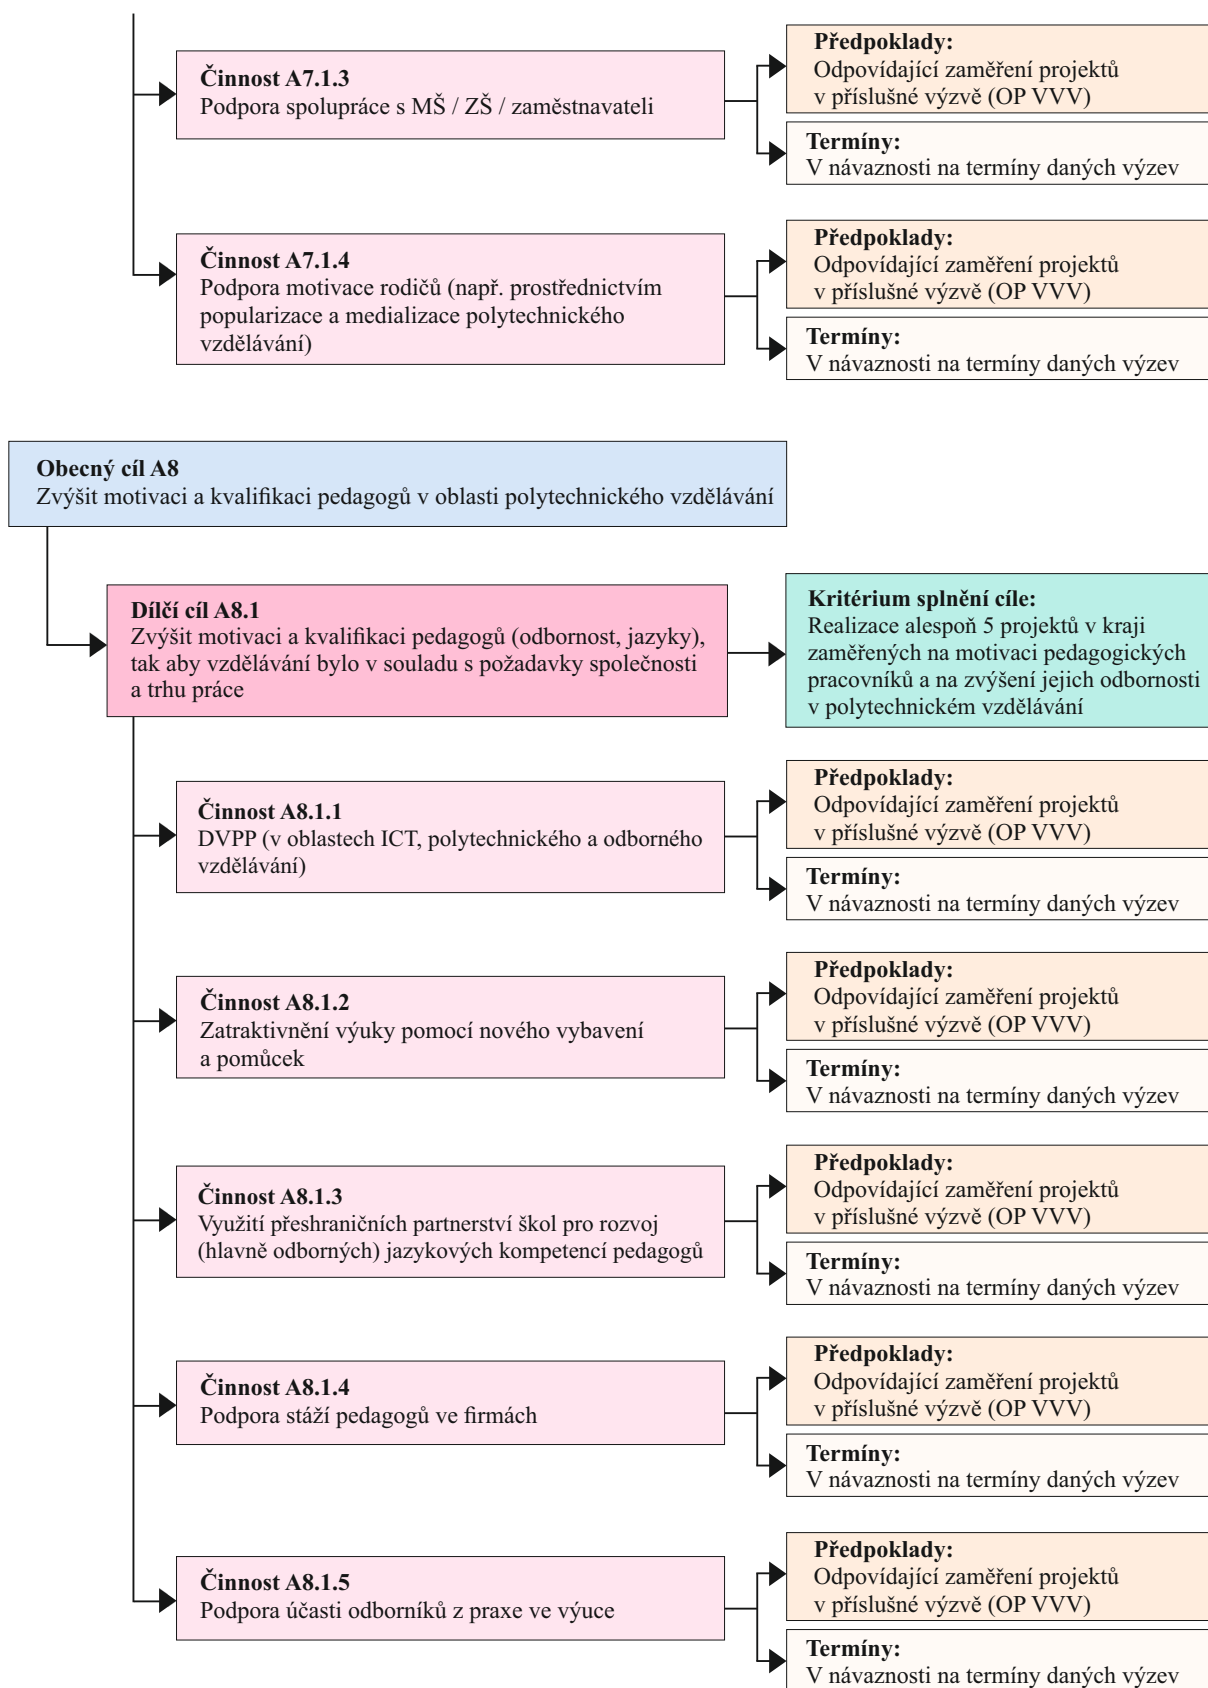 Činnost A7.1.3
Podpora spolupráce s MŠ / ZŠ / zaměstnavateli
Předpoklady:
Odpovídající zaměření projektů
v příslušné výzvě (OP VVV)
Termíny:
V návaznosti na termíny daných výzev
Činnost A7.1.4
Podpora motivace rodičů (např. prostřednictvím
popularizace a medializace polytechnického
vzdělávání)
Předpoklady:
Odpovídající zaměření projektů
v příslušné výzvě (OP VVV)
Termíny:
V návaznosti na termíny daných výzev
Obecný cíl A8
Zvýšit motivaci a kvalifikaci pedagogů v oblasti polytechnického vzdělávání
Dílčí cíl A8.1
Zvýšit motivaci a kvalifikaci pedagogů (odbornost, jazyky),
tak aby vzdělávání bylo v souladu s požadavky společnosti
a trhu práce
Kritérium splnění cíle:
Realizace alespoň 5 projektů v kraji
zaměřených na motivaci pedagogických
pracovníků a na zvýšení jejich odbornosti
v polytechnickém vzdělávání
Činnost A8.1.1
DVPP (v oblastech ICT, polytechnického a odborného
vzdělávání)
Předpoklady:
Odpovídající zaměření projektů
v příslušné výzvě (OP VVV)
Termíny:
V návaznosti na termíny daných výzev
Činnost A8.1.2
Zatraktivnění výuky pomocí nového vybavení
a pomůcek
Předpoklady:
Odpovídající zaměření projektů
v příslušné výzvě (OP VVV)
Termíny:
V návaznosti na termíny daných výzev
Činnost A8.1.3
Využití přeshraničních partnerství škol pro rozvoj
(hlavně odborných) jazykových kompetencí pedagogů
Předpoklady:
Odpovídající zaměření projektů
v příslušné výzvě (OP VVV)
Termíny:
V návaznosti na termíny daných výzev
Činnost A8.1.4
Podpora stáží pedagogů ve firmách
Předpoklady:
Odpovídající zaměření projektů
v příslušné výzvě (OP VVV)
Termíny:
V návaznosti na termíny daných výzev
Činnost A8.1.5
Podpora účasti odborníků z praxe ve výuce
Předpoklady:
Odpovídající zaměření projektů
v příslušné výzvě (OP VVV)
Termíny:
V návaznosti na termíny daných výzev